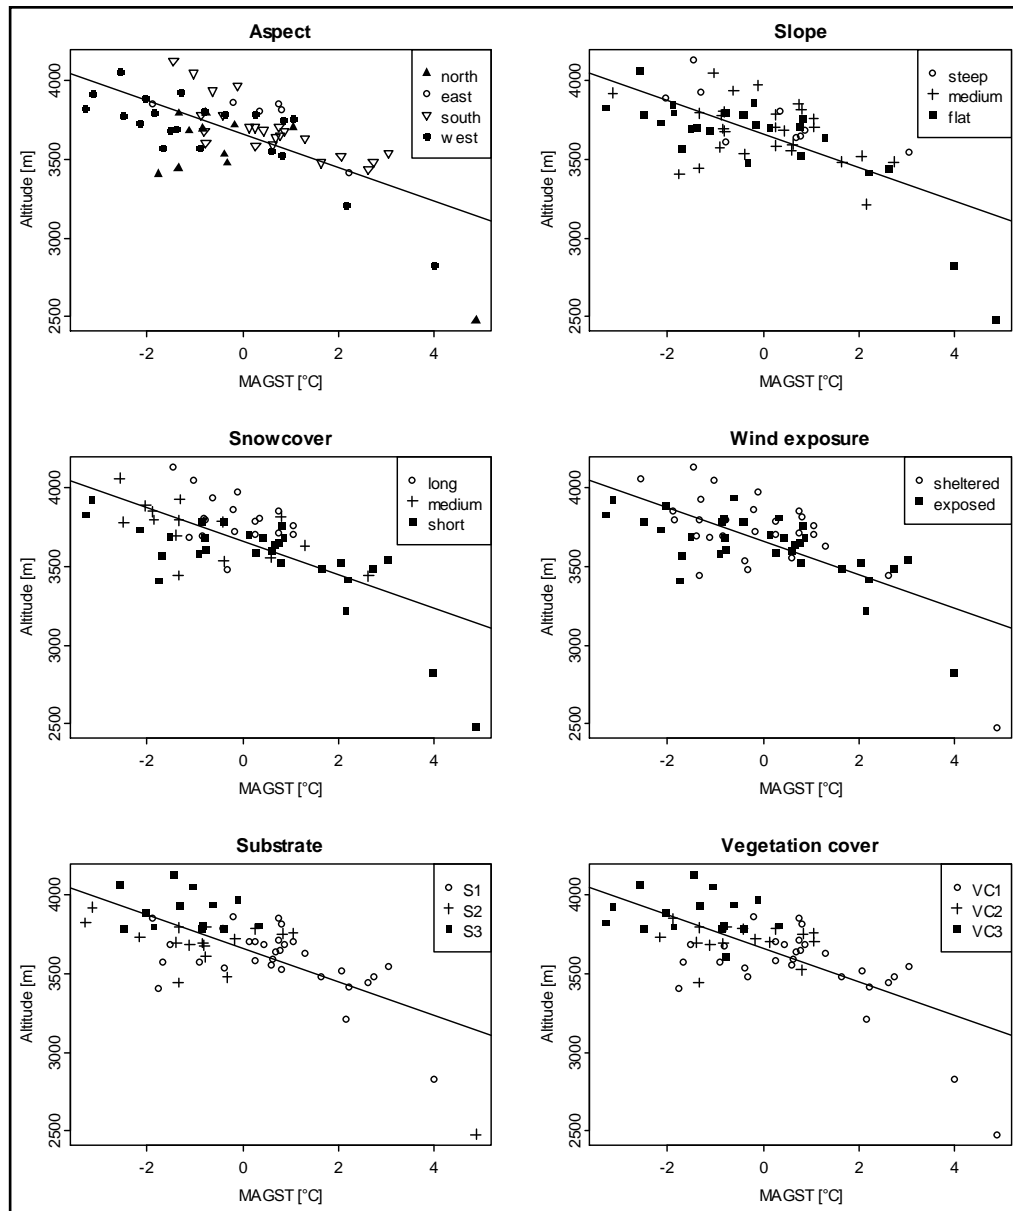 Aspect
Slope
Altitude [m]
4000
3500
3000
2500
north
east
south
west
-2
0
2
4
MAGST [°C]
Altitude [m]
4000
3500
3000
2500
steep
medium
flat
-2
0
2
4
MAGST [°C]
Snowcover
Wind exposure
Altitude [m]
4000
3500
3000
2500
long
medium
short
-2
0
2
4
MAGST [°C]
Altitude [m]
4000
3500
3000
2500
sheltered
exposed
-2
0
2
4
MAGST [°C]
Substrate
Vegetation cover
Altitude [m]
4000
3500
3000
2500
S1
S2
S3
-2
0
2
4
MAGST [°C]
Altitude [m]
4000
3500
3000
2500
VC1
VC2
VC3
-2
0
2
4
MAGST [°C]